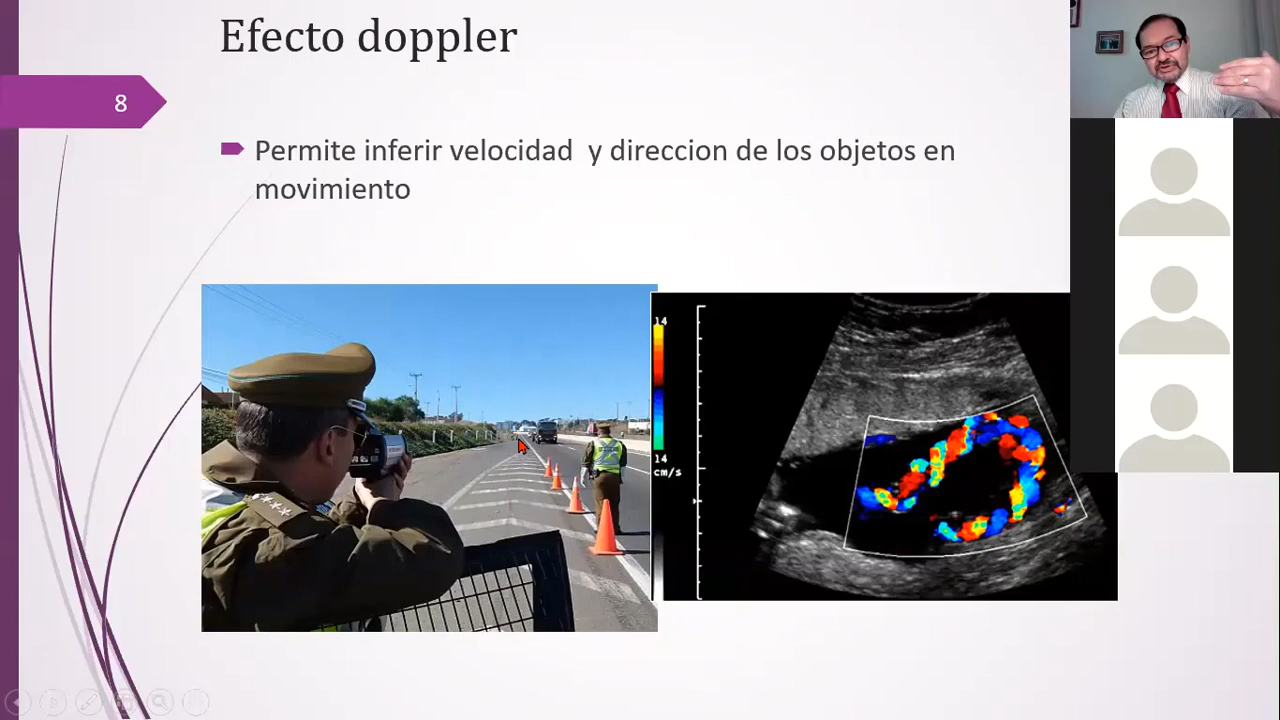 Efecto doppler
8
Permite inferir velocidad y direccion de los objetos en
movimiento
14
14
cm/s